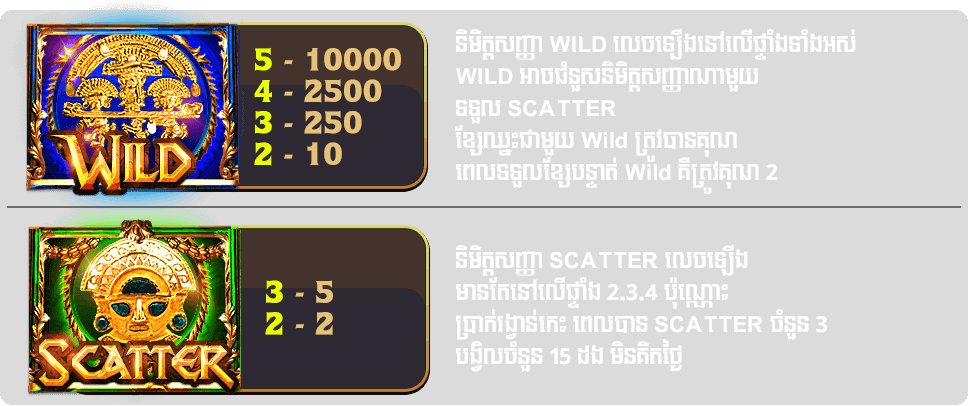 WILD
5 - 10000
4 - 2500
3 - 250
2 - 10
និមិត្តសញ្ញា WILD លេចឡើងនៅលើផ្ទាំងទាំងអស់
WILD អាចជំនួសនិមិត្តសញ្ញាណាមួយ
ទទួល SCATTER
ខ្សែឈ្នះជាមួយ Wild ត្រូវបានគុណ
ពេលទទួលខ្សែបន្ទាត់ Wild គឺត្រូវគុណ 2
SCATTER
3 - 5
2 - 2
និមិត្តសញ្ញា SCATTER លេចឡើង
មានតែនៅលើផ្ទាំង 2.3.4 ប៉ុណ្ណោះ
ប្រាក់រង្វាន់កេះ ពេលបាន SCATTER ចំនួន 3
បង្វិលចំនួន 15 ដង មិនគិតថ្លៃ